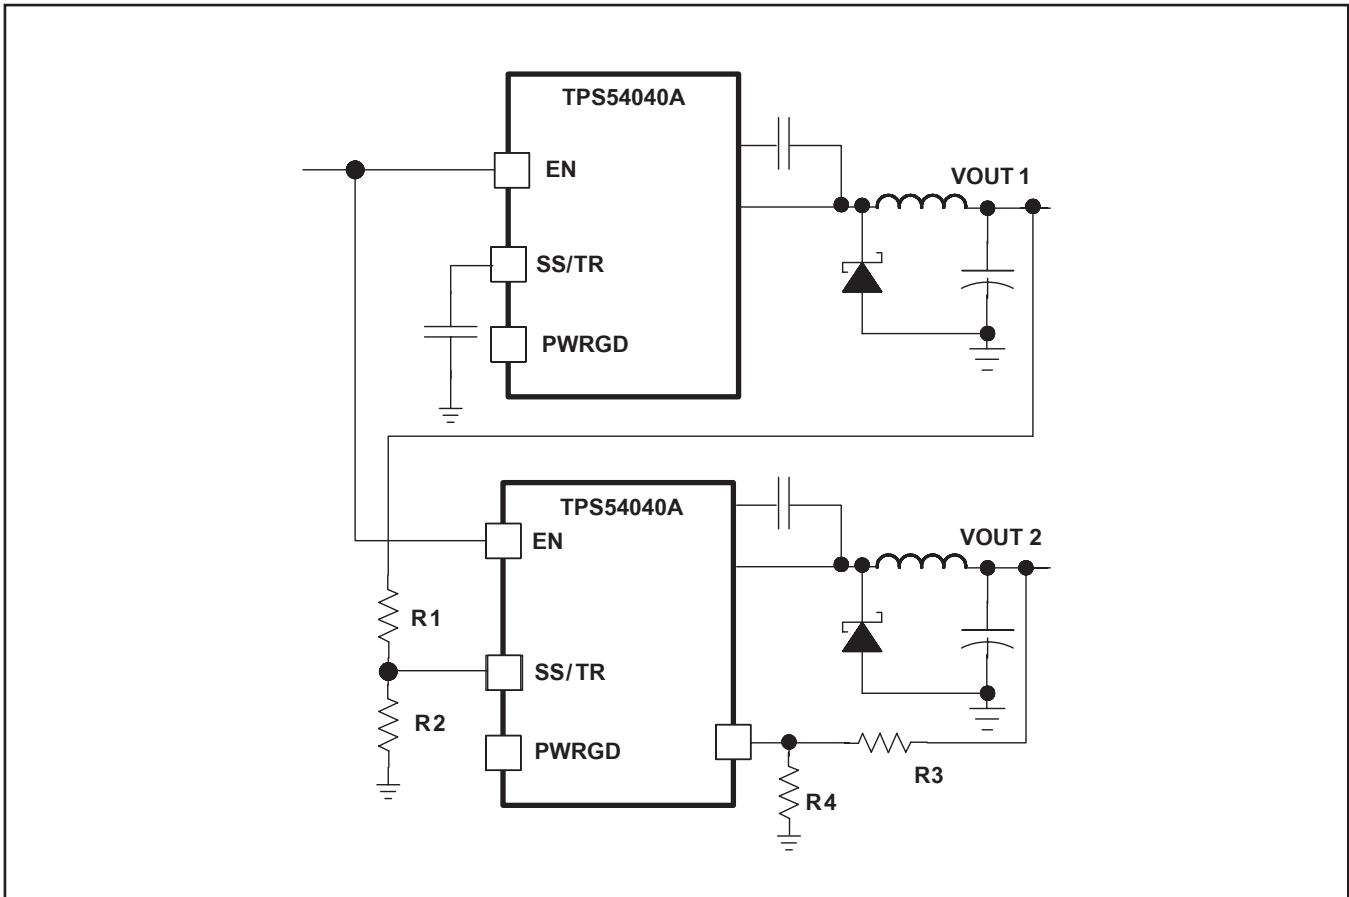 TPS54040A
EN
VOUT 1
SS/TR
PWRGD
TPS54040A
EN
VOUT 2
R1
SS/TR
R2
PWRGD
R3
R4